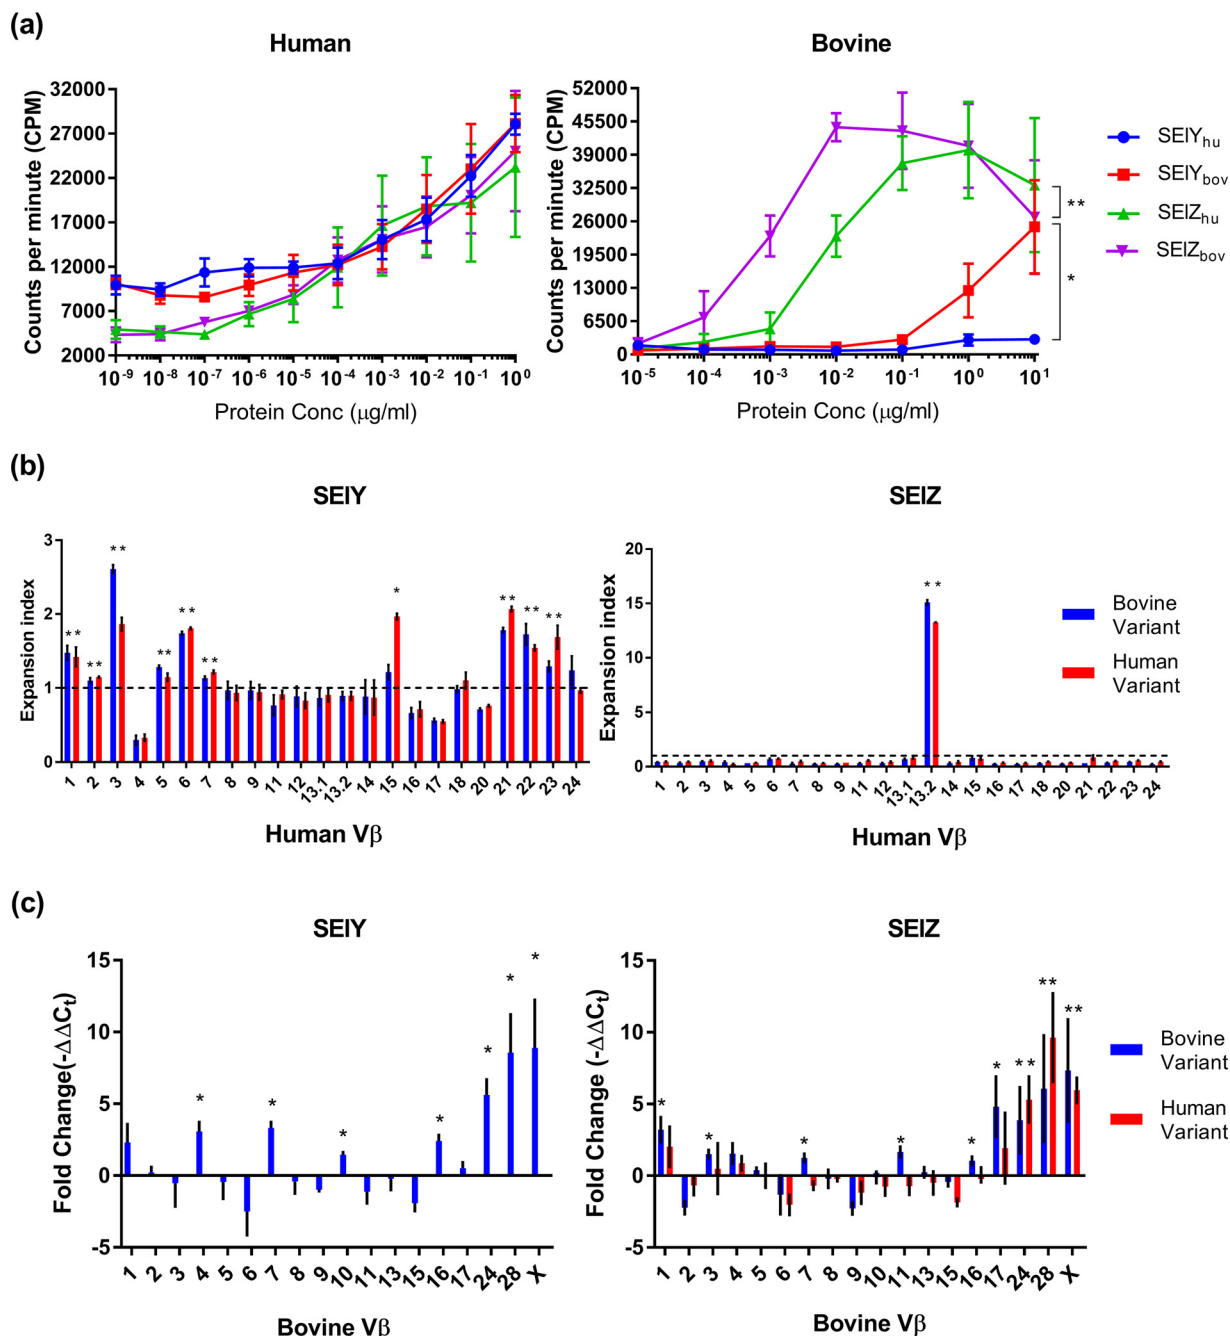 (a)
Human
Counts per minute (CPM)
32000
27000
22000
17000
12000
7000
2000
10⁻⁹ 10⁻⁸ 10⁻⁷ 10⁻⁶ 10⁻⁵ 10⁻⁴ 10⁻³ 10⁻² 10⁻¹ 10⁰
Protein Conc (μg/ml)
Bovine
Counts per minute (CPM)
52000
45500
39000
32500
26000
19500
13000
6500
0
10⁻⁵ 10⁻⁴ 10⁻³ 10⁻² 10⁻¹ 10⁰ 10¹
Protein Conc (μg/ml)
**
*
SElYhu
SElYbov
SElZhu
SElZbov
(b)
SElY
Expansion index
3
2
1
0
** ** ** ** ** ** * ** ** **
1 2 3 4 5 6 7 8 9 11 12 13.1 13.2 14 15 16 17 18 20 21 22 23 24
Human Vβ
SElZ
Expansion index
20
15
10
5
0
**
1 2 3 4 5 6 7 8 9 11 12 13.1 13.2 14 15 16 17 18 20 21 22 23 24
Human Vβ
Bovine
Variant
Human
Variant
(c)
SElY
Fold Change(-ΔΔCt)
15
10
5
0
-5
* * * * * * *
1 2 3 4 5 6 7 8 9 10 11 13 15 16 17 24 28 X
Bovine Vβ
SElZ
Fold Change (-ΔΔCt)
15
10
5
0
-5
* * * * * * ** ** **
1 2 3 4 5 6 7 8 9 10 11 13 15 16 17 24 28 X
Bovine Vβ
Bovine
Variant
Human
Variant